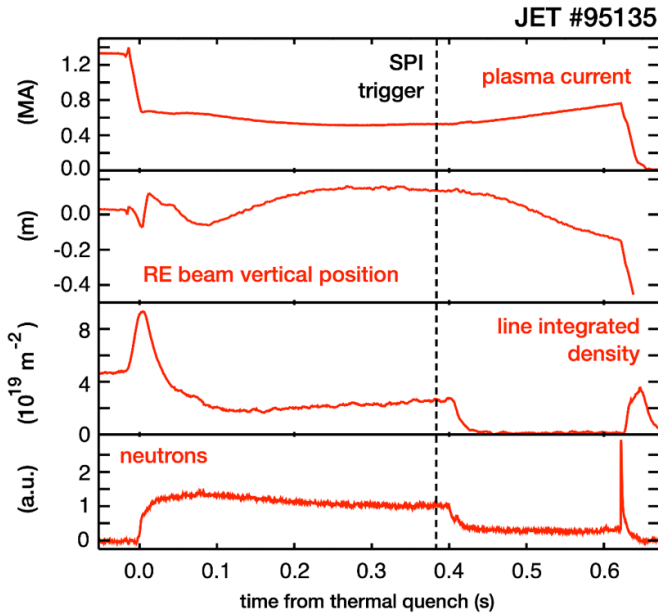 JET #95135
1.2
0.8
0.4
0.0
(MA)
SPI
trigger
plasma current
0.0
-0.2
-0.4
(m)
RE beam vertical position
8
4
0
(10^19 m^-2)
line integrated
density
2
1
0
(a.u.)
neutrons
0.0 0.1 0.2 0.3 0.4 0.5 0.6
time from thermal quench (s)